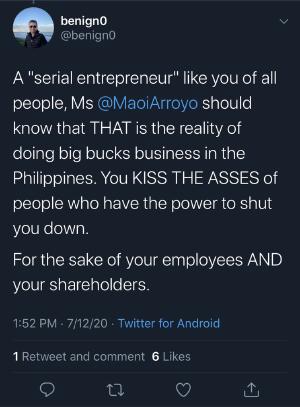 benign0
@benign0
A "serial entrepreneur" like you of all
people, Ms @MaoiArroyo should
know that THAT is the reality of
doing big bucks business in the
Philippines. You KISS THE ASSES of
people who have the power to shut
you down.
For the sake of your employees AND
your shareholders.
1:52 PM · 7/12/20 · Twitter for Android
1 Retweet and comment 6 Likes